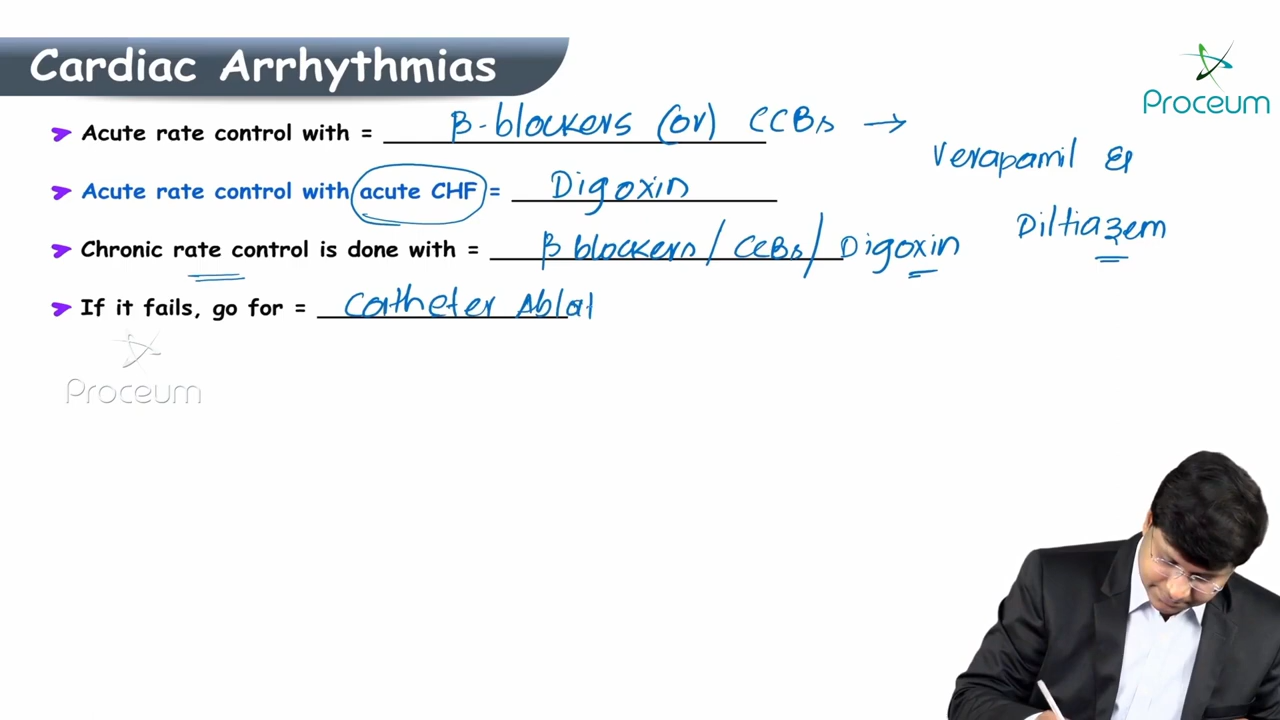 Cardiac Arrhythmias
Proceum
➤ Acute rate control with = β-blockers (or) CCBs →
Verapamil &
Diltiazem
➤ Acute rate control with acute CHF = Digoxin
➤ Chronic rate control is done with = β blockers / CCBs / Digoxin
➤ If it fails, go for = Catheter Ablat
Proceum